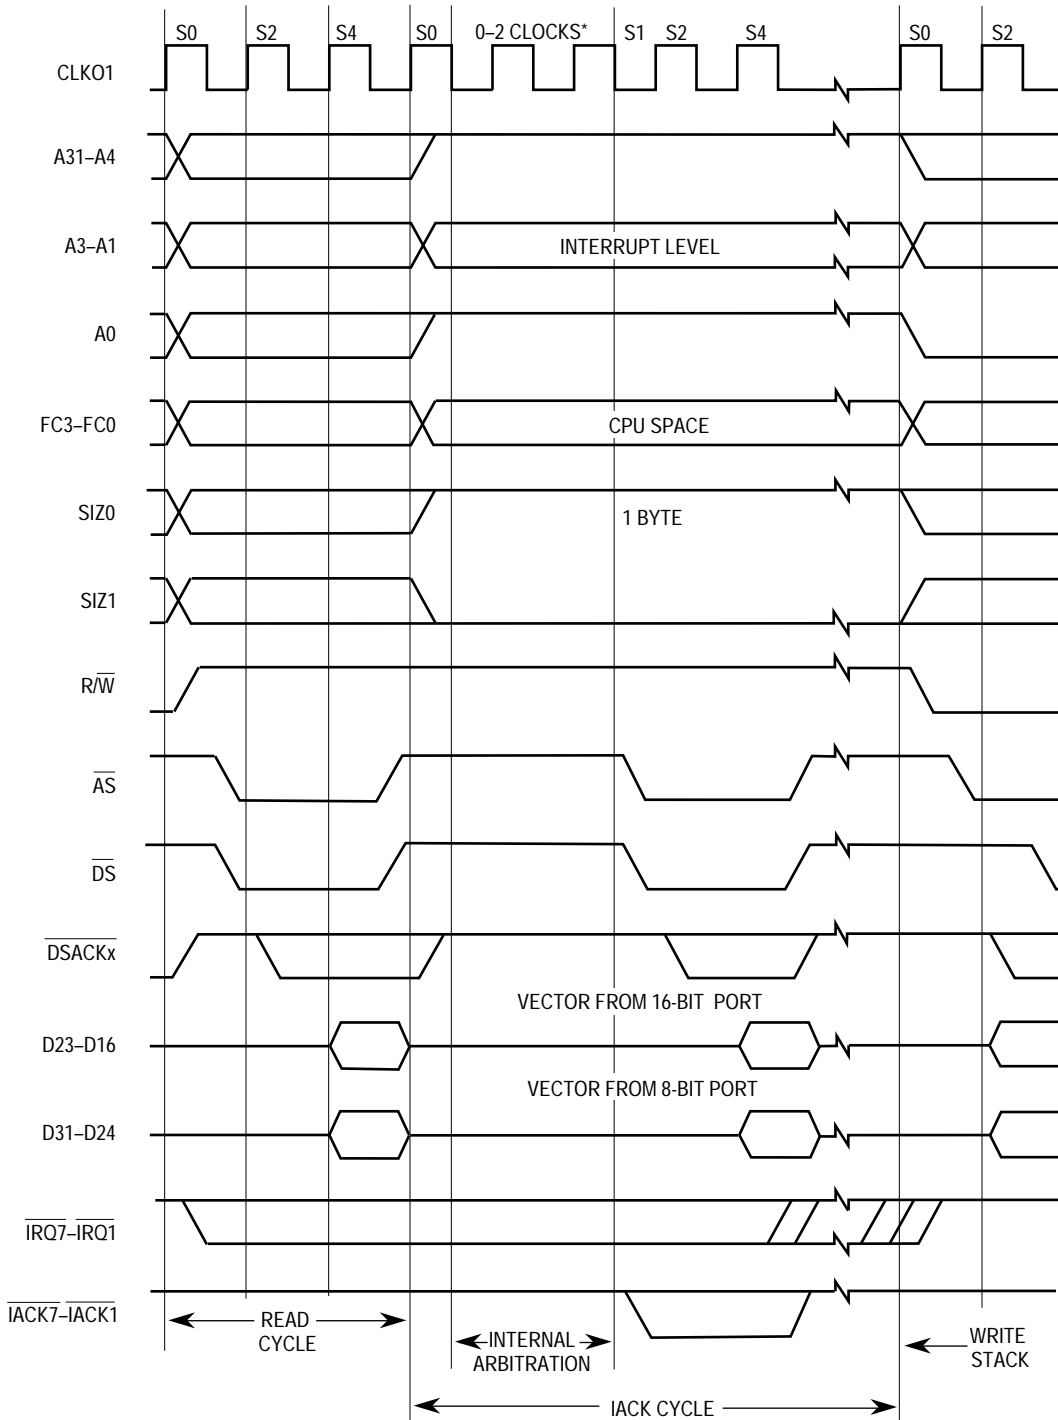 S0 S2 S4 S0 0–2 CLOCKS* S1 S2 S4 S0 S2
CLKO1
A31–A4
A3–A1 INTERRUPT LEVEL
A0
FC3–FC0 CPU SPACE
SIZ0 1 BYTE
SIZ1
R/W
AS
DS
DSACKx
VECTOR FROM 16-BIT PORT
D23–D16
VECTOR FROM 8-BIT PORT
D31–D24
IRQ7–IRQ1
IACK7–IACK1
READ
CYCLE
INTERNAL
ARBITRATION
WRITE
STACK
IACK CYCLE